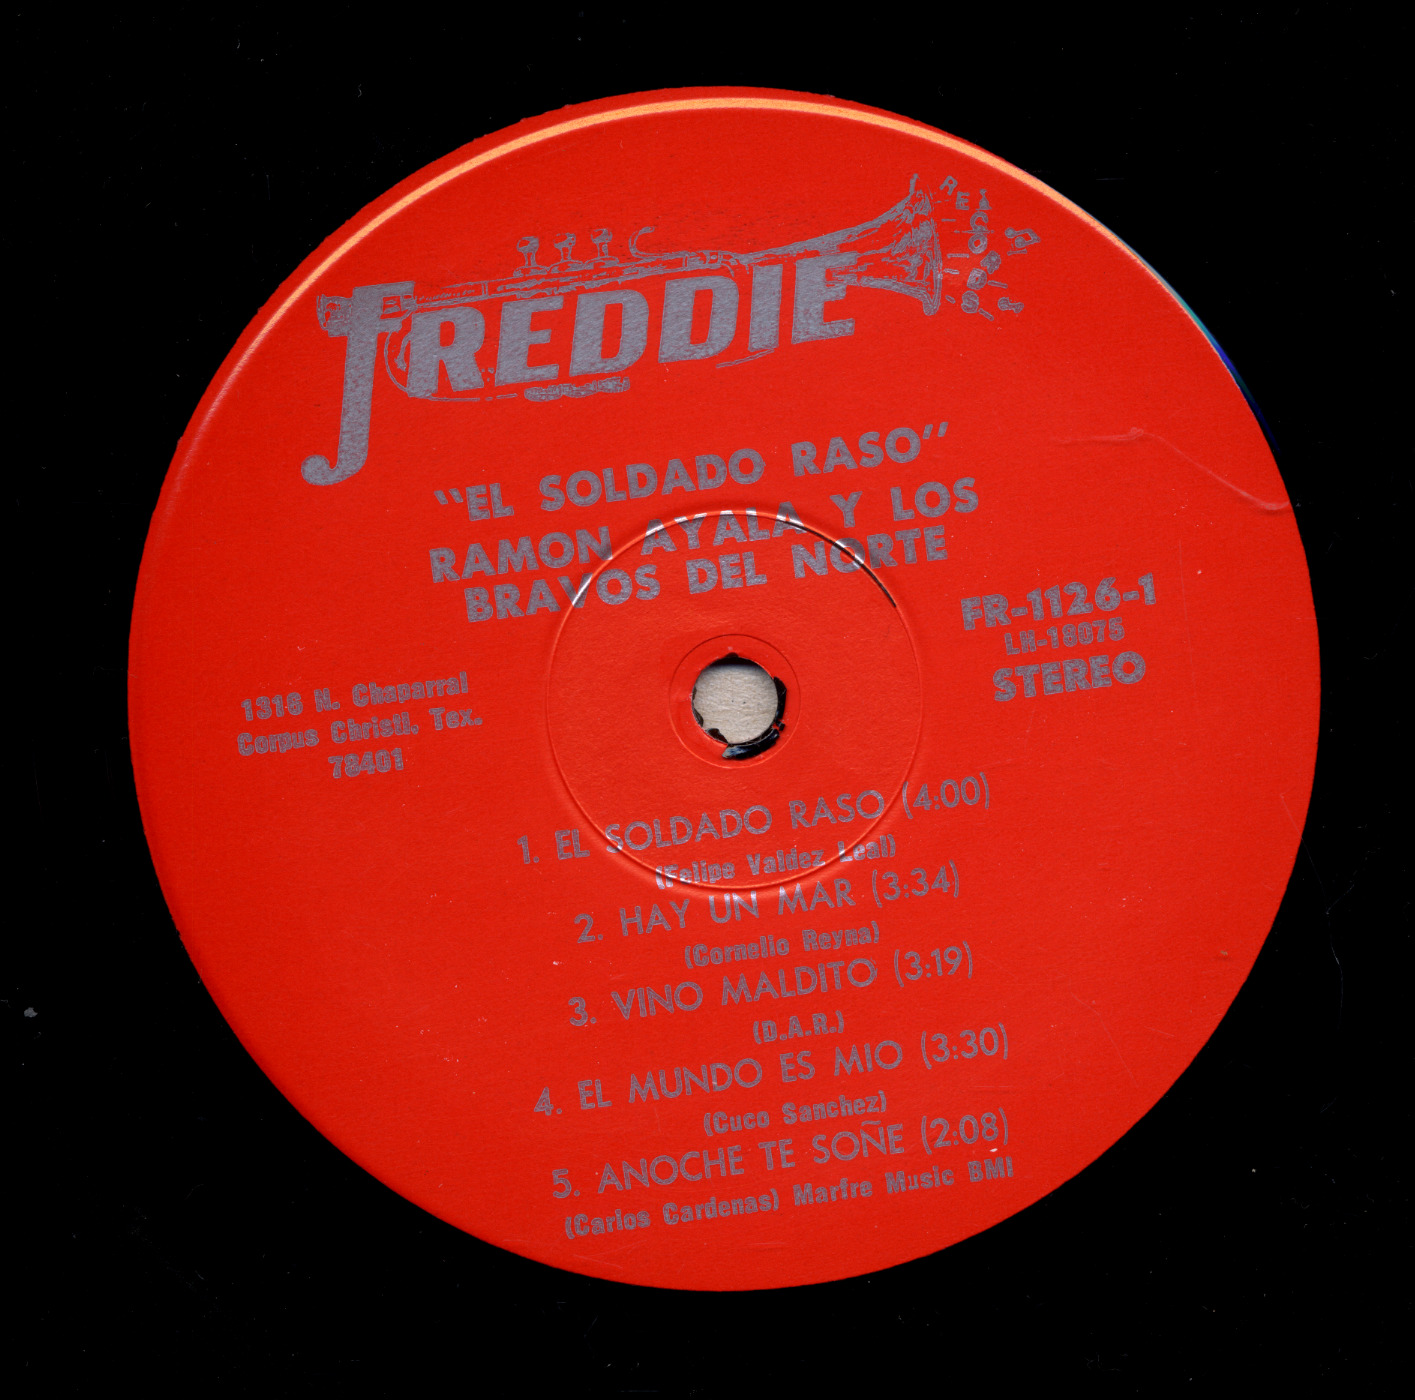 FREDDIE
RECORDS
"EL SOLDADO RASO"
RAMON AYALA Y LOS
BRAVOS DEL NORTE
FR-1126-1
LH-18075
STEREO
1316 N. Chaparral
Corpus Christi, Tex.
78401
1. EL SOLDADO RASO (4:00)
(Felipe Valdez Leal)
2. HAY UN MAR (3:34)
(Cornelio Reyna)
3. VINO MALDITO (3:19)
(D.A.R.)
4. EL MUNDO ES MIO (3:30)
(Cuco Sanchez)
5. ANOCHE TE SOÑE (2:08)
(Carlos Cardenas) Marfre Music BMI